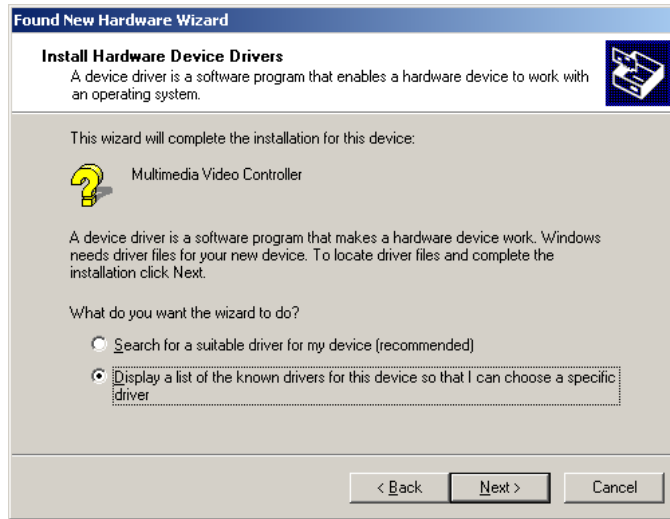 Found New Hardware Wizard
Install Hardware Device Drivers
A device driver is a software program that enables a hardware device to work with
an operating system.
This wizard will complete the installation for this device:
Multimedia Video Controller
A device driver is a software program that makes a hardware device work. Windows
needs driver files for your new device. To locate driver files and complete the
installation click Next.
What do you want the wizard to do?
Search for a suitable driver for my device (recommended)
Display a list of the known drivers for this device so that I can choose a specific
driver
< Back
Next >
Cancel